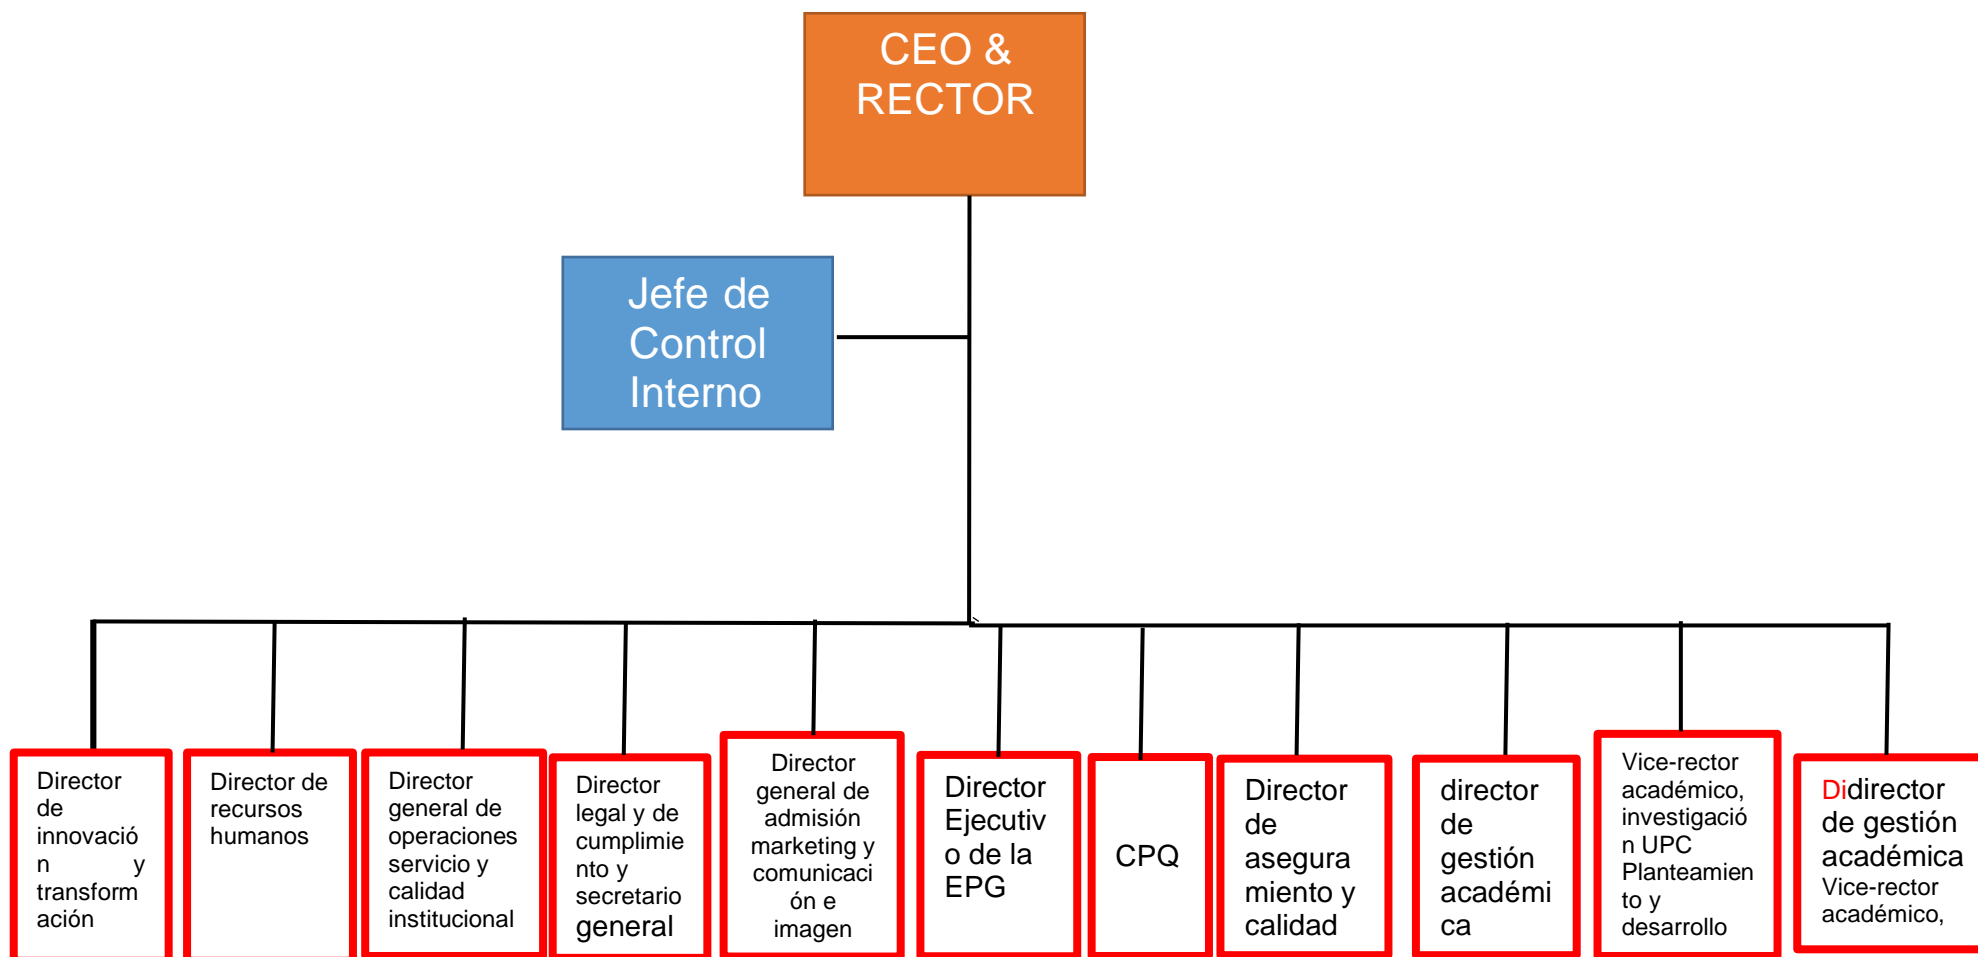 CEO &
RECTOR
Jefe de
Control
Interno
Director
de
innovació
n y
transform
ación
Director de
recursos
humanos
Director
general de
operaciones
servicio y
calidad
institucional
Director
legal y de
cumplimie
nto y
secretario
general
Director
general de
admisión
marketing y
comunicaci
ón e
imagen
Director
Ejecutiv
o de la
EPG
CPQ
Director
de
asegura
miento y
calidad
director
de
gestión
académi
ca
Vice-rector
académico,
investigació
n UPC
Planteamien
to y
desarrollo
Didirector
de gestión
académica
Vice-rector
académico,